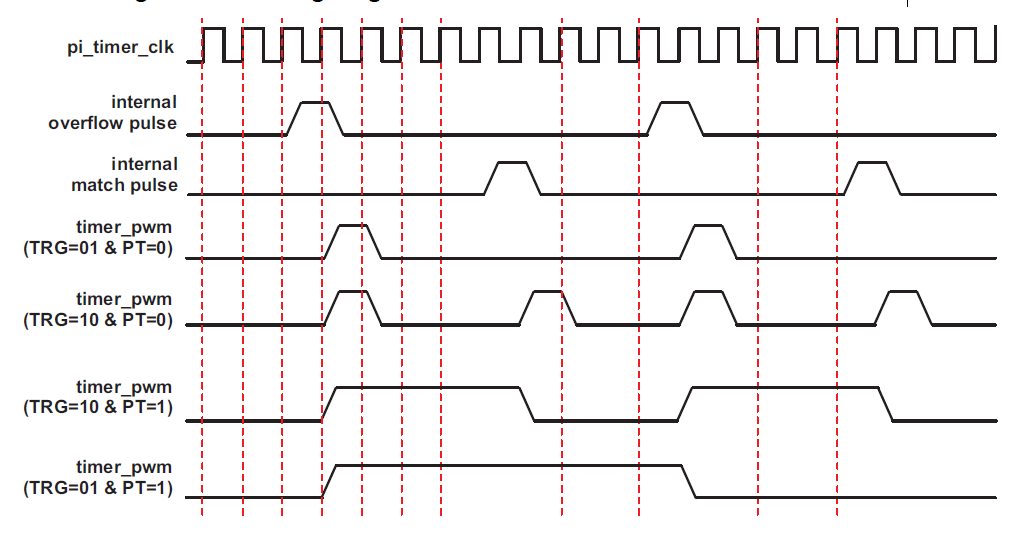 pi_timer_clk
internal
overflow pulse
internal
match pulse
timer_pwm
(TRG=01 & PT=0)
timer_pwm
(TRG=10 & PT=0)
timer_pwm
(TRG=10 & PT=1)
timer_pwm
(TRG=01 & PT=1)